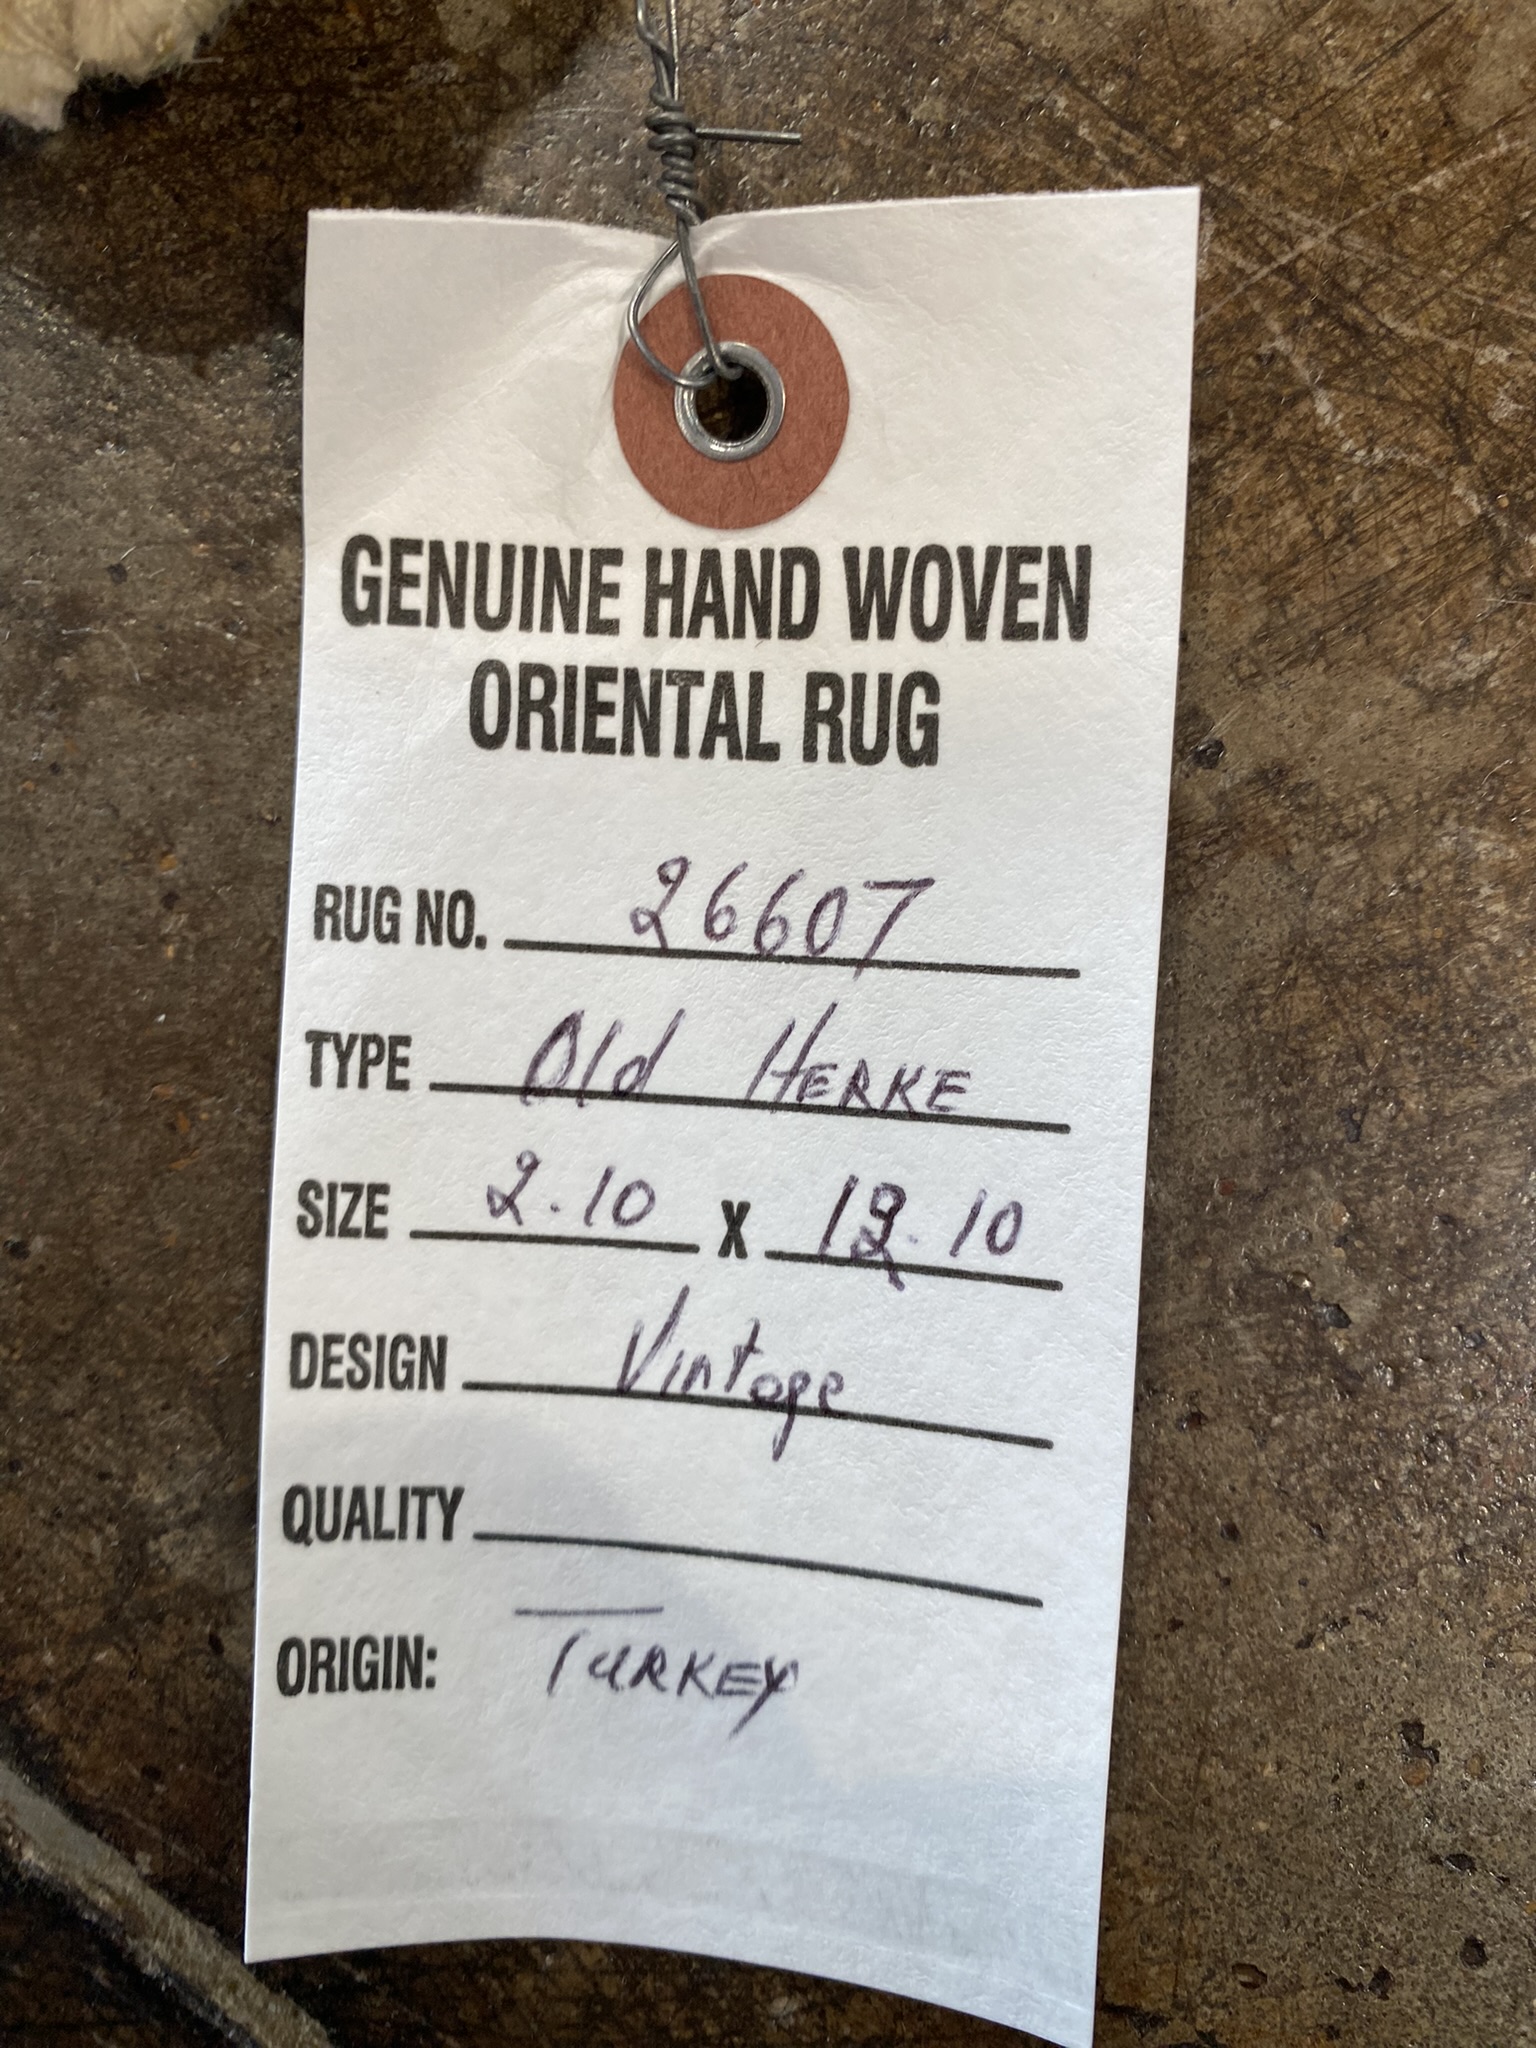 GENUINE HAND WOVEN
ORIENTAL RUG
RUG NO. 26607
TYPE Old HERKE
SIZE 2.10 X 12.10
DESIGN Vintage
QUALITY
ORIGIN: TURKEY